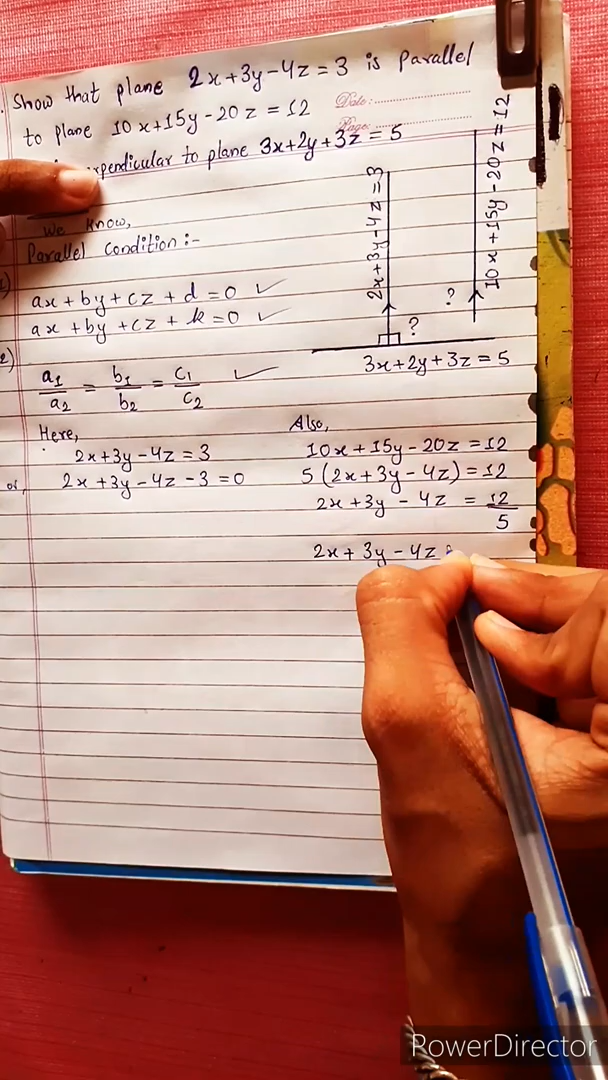 Show that plane 2x+3y-4z=3 is parallel
to plane 10x+15y-20z=12
Date:
Page:
perpendicular to plane 3x+2y+3z=5
We know,
Parallel Condition:-
1)
ax+by+cz+d=0 ✓
ax+by+cz+k=0 ✓
2)
a₁/a₂ = b₁/b₂ = c₁/c₂ ✓
2x+3y-4z=3
10x+15y-20z=12
?
?
3x+2y+3z=5
Here,
2x+3y-4z=3
or, 2x+3y-4z-3=0
Also,
10x+15y-20z=12
5(2x+3y-4z)=12
2x+3y-4z = 12/5
2x+3y-4z
PowerDirector